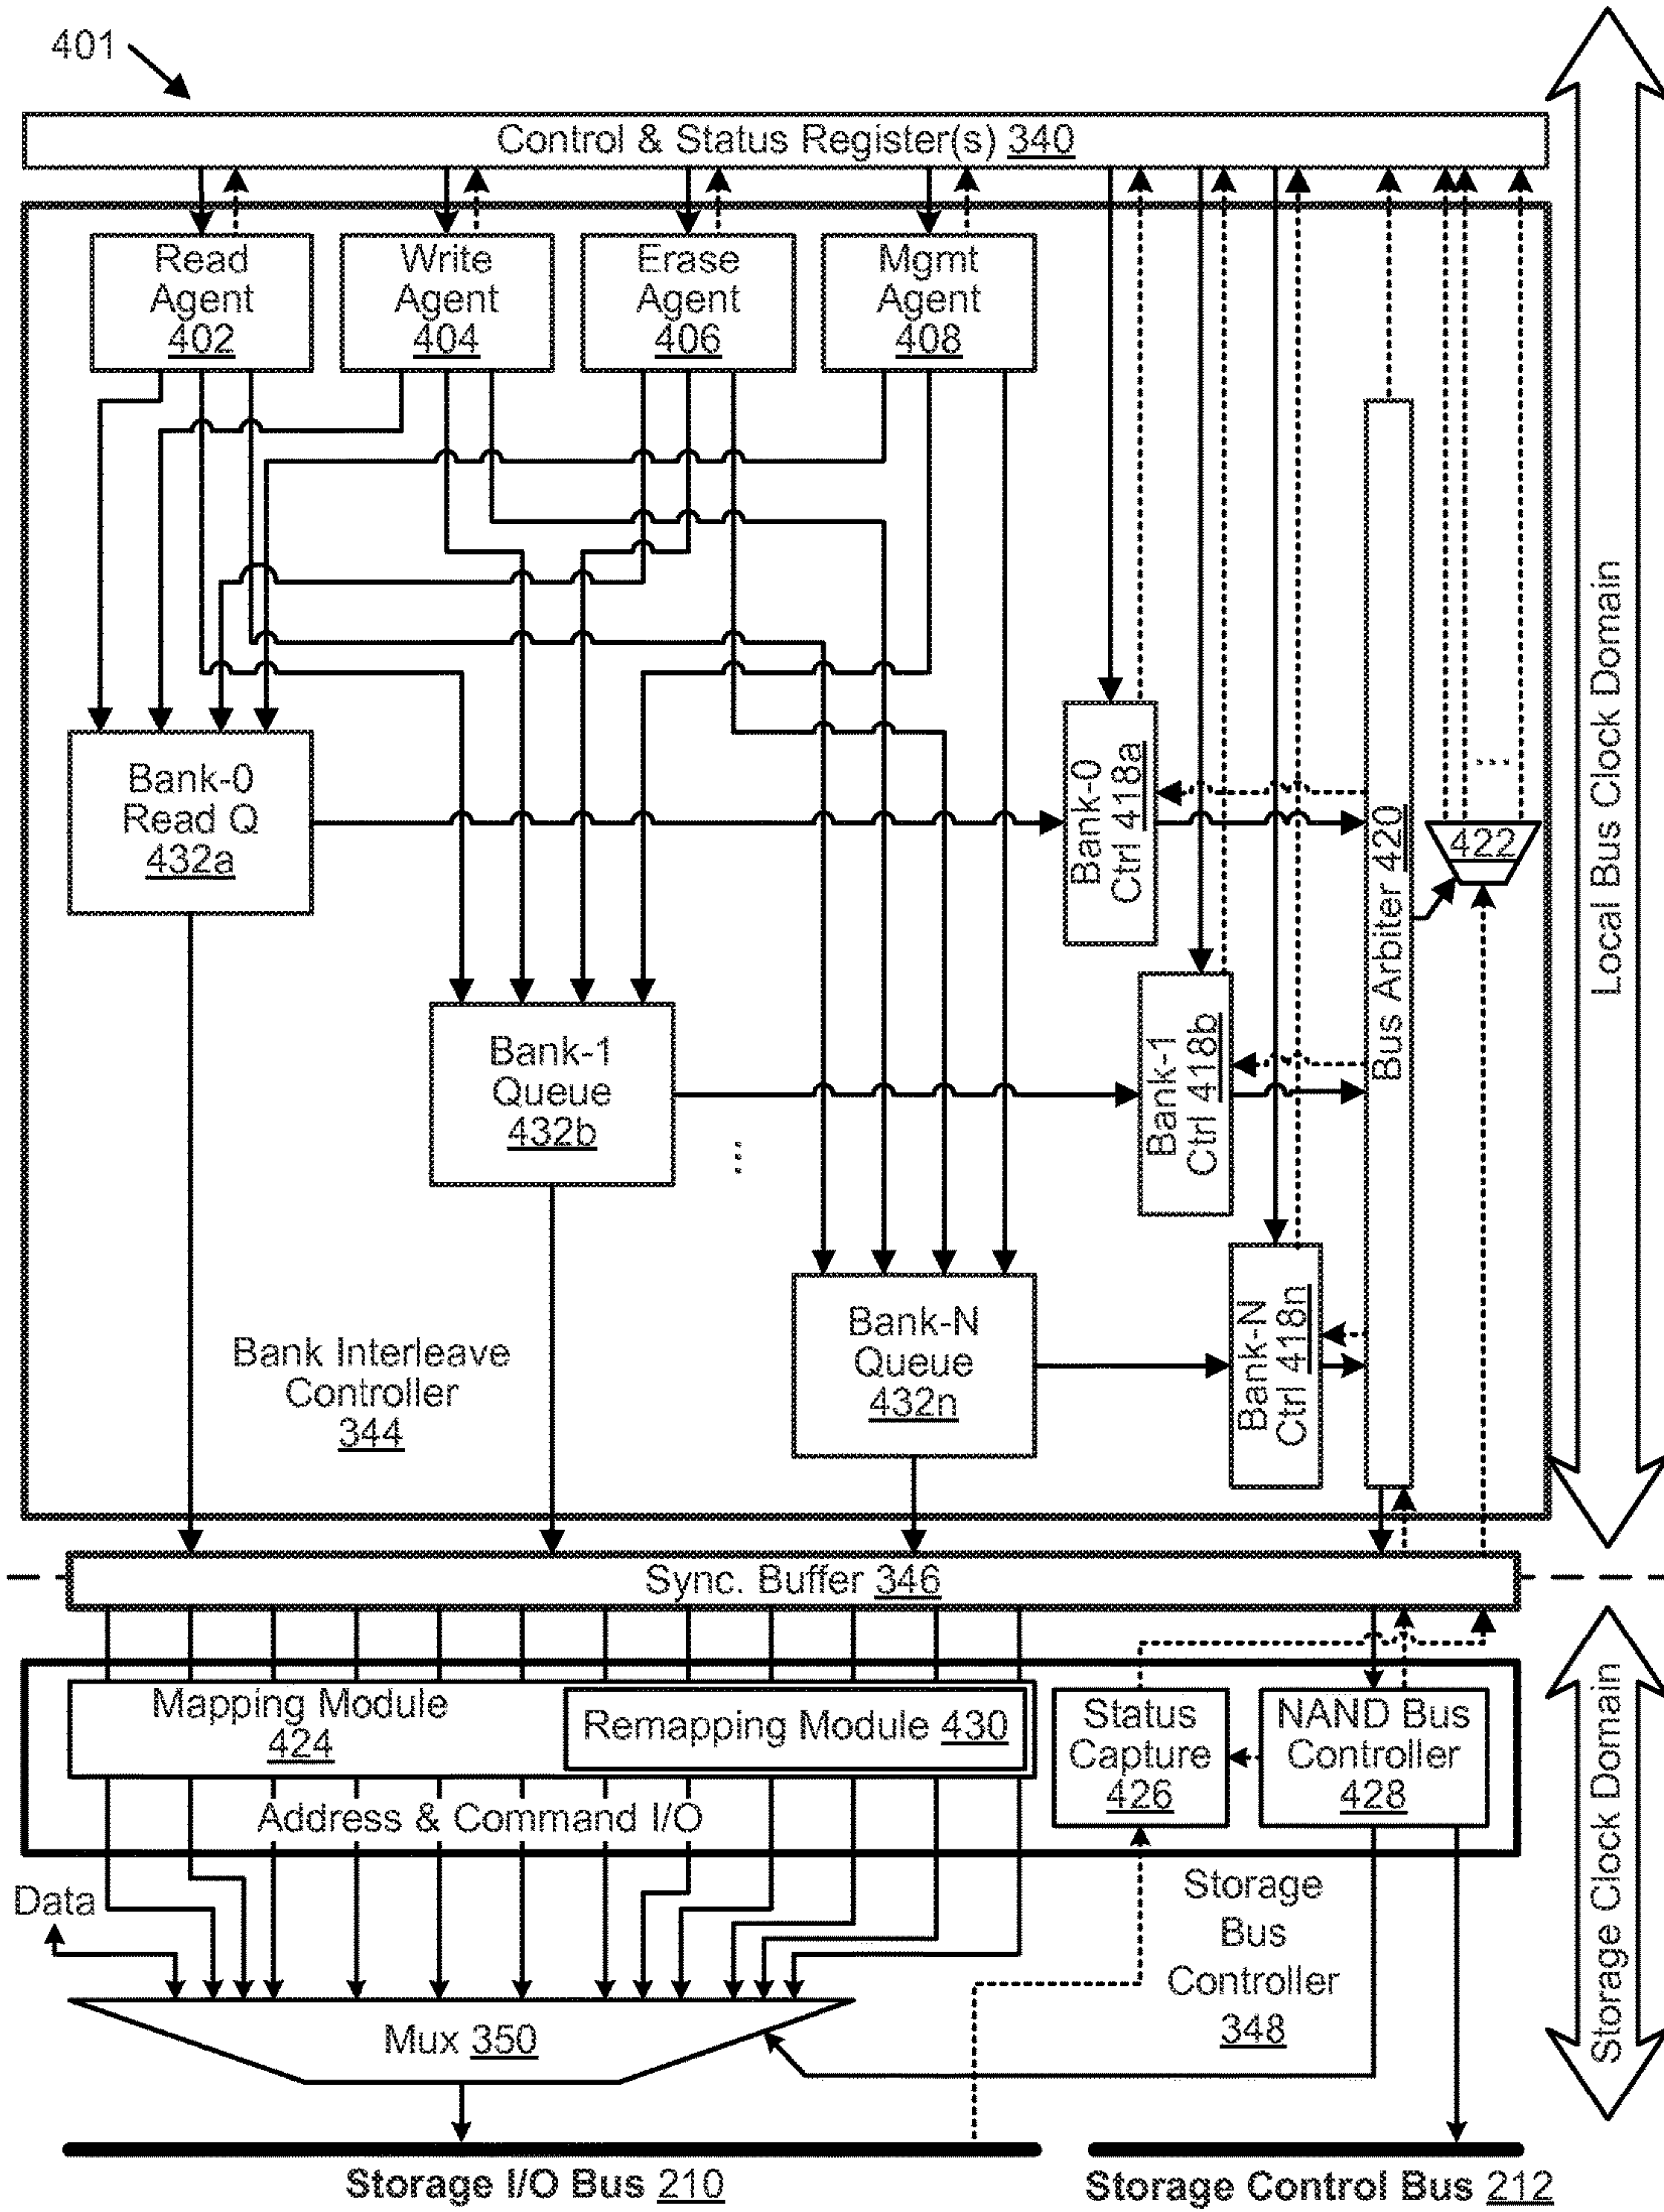 401
Control & Status Register(s) 340
Read
Agent
402
Write
Agent
404
Erase
Agent
406
Mgmt
Agent
408
Bank-0
Read Q
432a
Bank-0
Ctrl 418a
Bus Arbiter 420
422
...
Local Bus Clock Domain
Bank-1
Queue
432b
...
Bank-1
Ctrl 418b
Bank-N
Queue
432n
Bank-N
Ctrl 418n
Bank Interleave
Controller
344
Sync. Buffer 346
Mapping Module
424
Remapping Module 430
Status
Capture
426
NAND Bus
Controller
428
Address & Command I/O
Storage Clock Domain
Data
Storage
Bus
Controller
348
Mux 350
Storage I/O Bus 210
Storage Control Bus 212